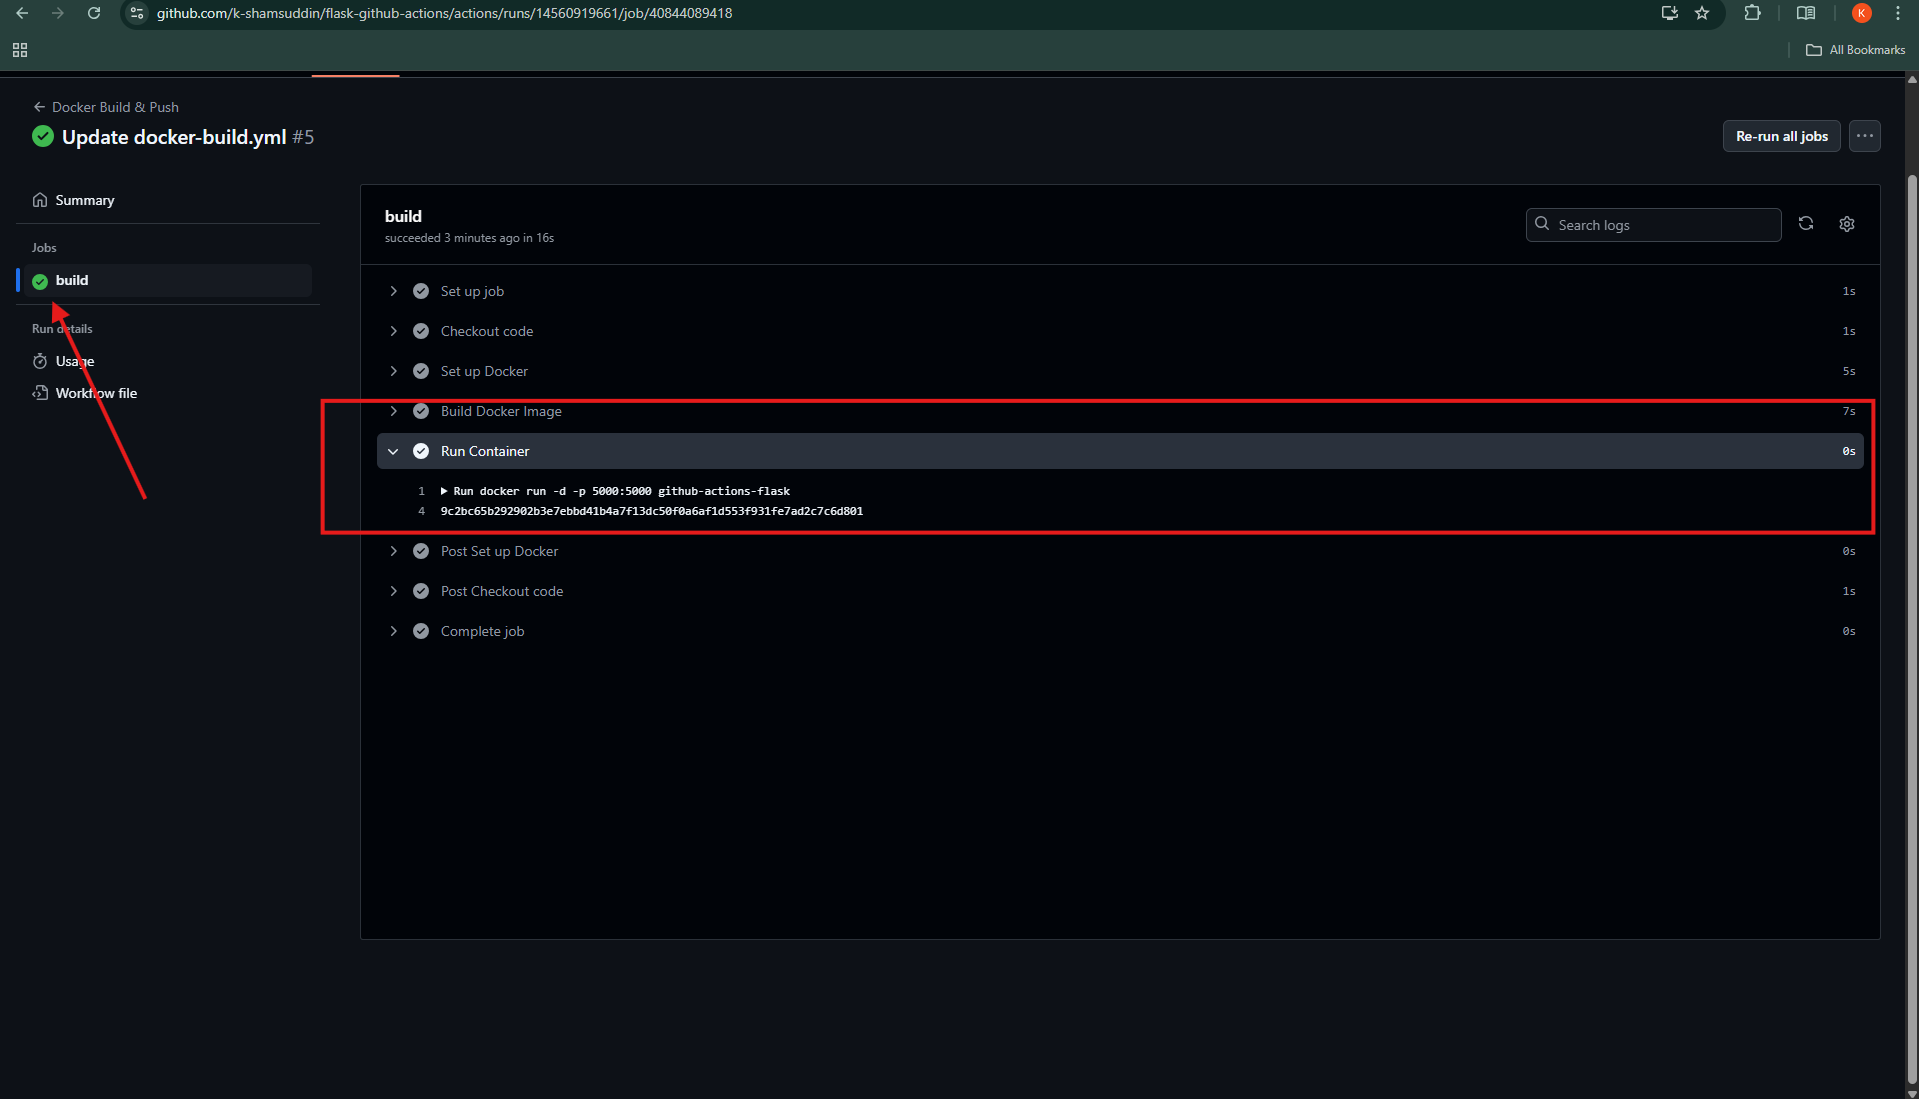 github.com/k-shamsuddin/flask-github-actions/actions/runs/14560919661/job/40844089418
K
All Bookmarks
Docker Build & Push
Update docker-build.yml #5
Re-run all jobs
Summary
Jobs
build
Run details
Usage
Workflow file
build
succeeded 3 minutes ago in 16s
Search logs
Set up job 1s
Checkout code 1s
Set up Docker 5s
Build Docker Image 7s
Run Container 0s
1 Run docker run -d -p 5000:5000 github-actions-flask
4 9c2bc65b292902b3e7ebbd41b4a7f13dc50f0a6af1d553f931fe7ad2c7c6d801
Post Set up Docker 0s
Post Checkout code 1s
Complete job 0s